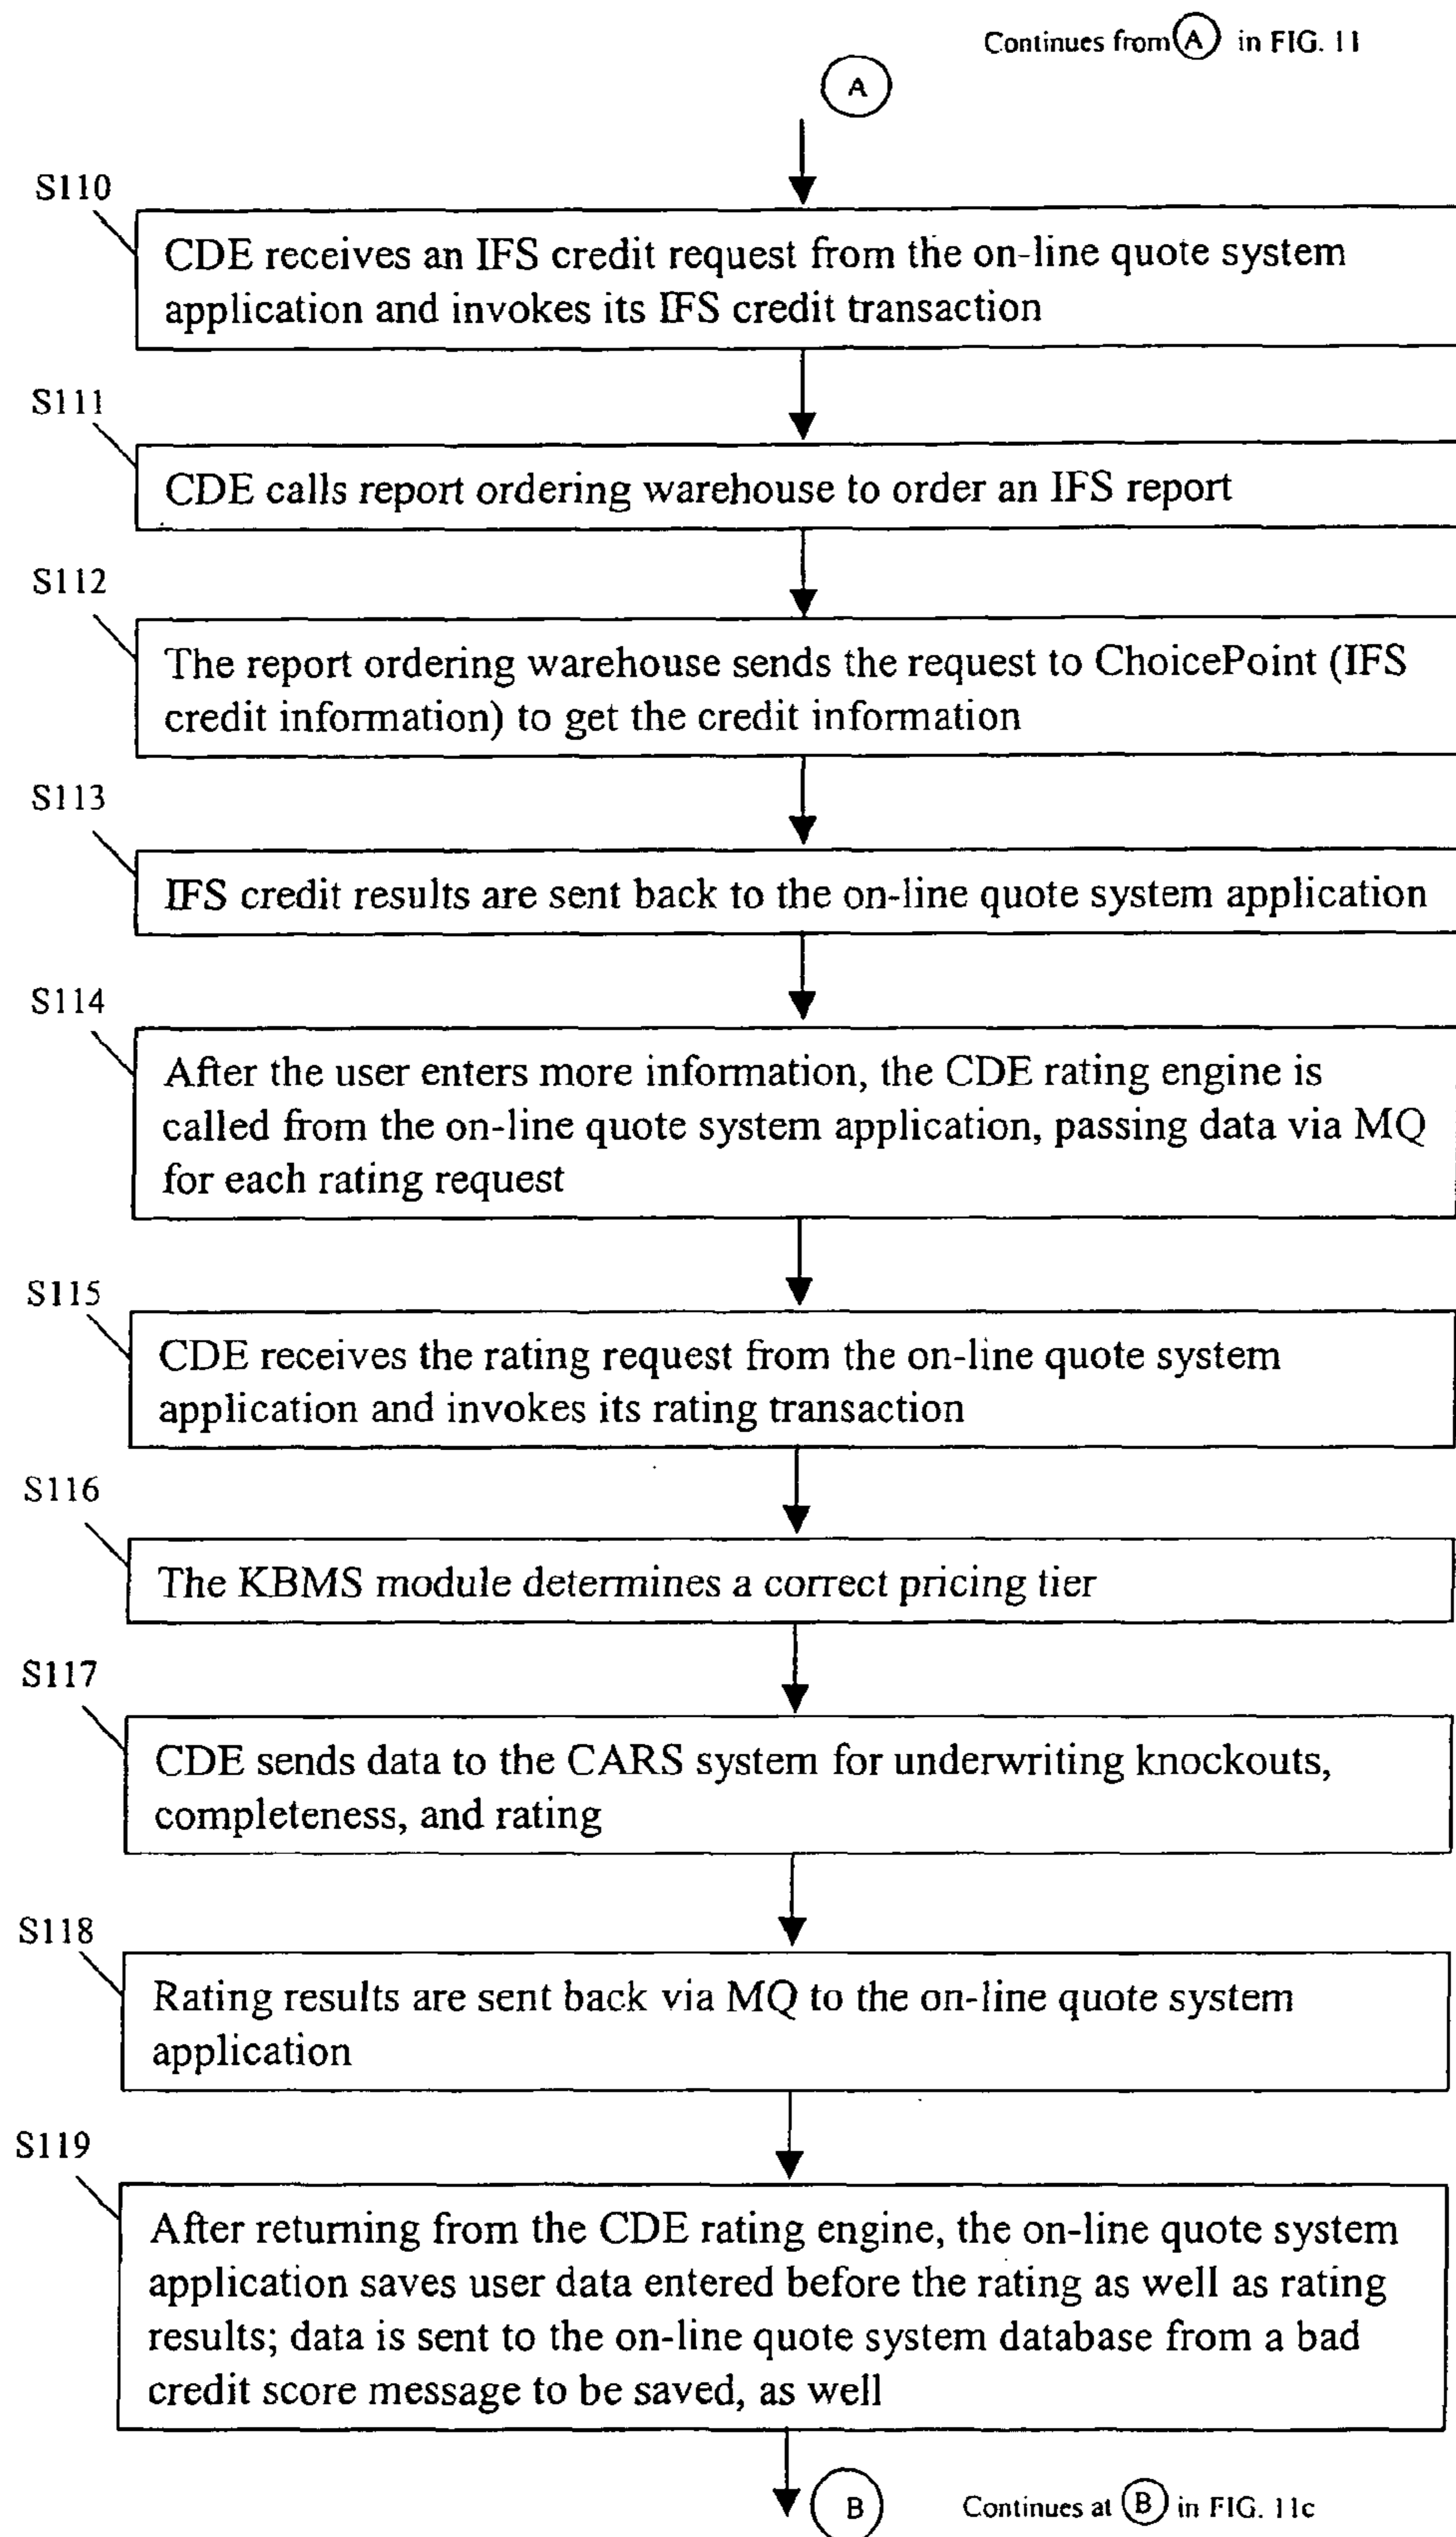 Continues from A in FIG. 11
A
S110
CDE receives an IFS credit request from the on-line quote system
application and invokes its IFS credit transaction
S111
CDE calls report ordering warehouse to order an IFS report
S112
The report ordering warehouse sends the request to ChoicePoint (IFS
credit information) to get the credit information
S113
IFS credit results are sent back to the on-line quote system application
S114
After the user enters more information, the CDE rating engine is
called from the on-line quote system application, passing data via MQ
for each rating request
S115
CDE receives the rating request from the on-line quote system
application and invokes its rating transaction
S116
The KBMS module determines a correct pricing tier
S117
CDE sends data to the CARS system for underwriting knockouts,
completeness, and rating
S118
Rating results are sent back via MQ to the on-line quote system
application
S119
After returning from the CDE rating engine, the on-line quote system
application saves user data entered before the rating as well as rating
results; data is sent to the on-line quote system database from a bad
credit score message to be saved, as well
B
Continues at B in FIG. 11c